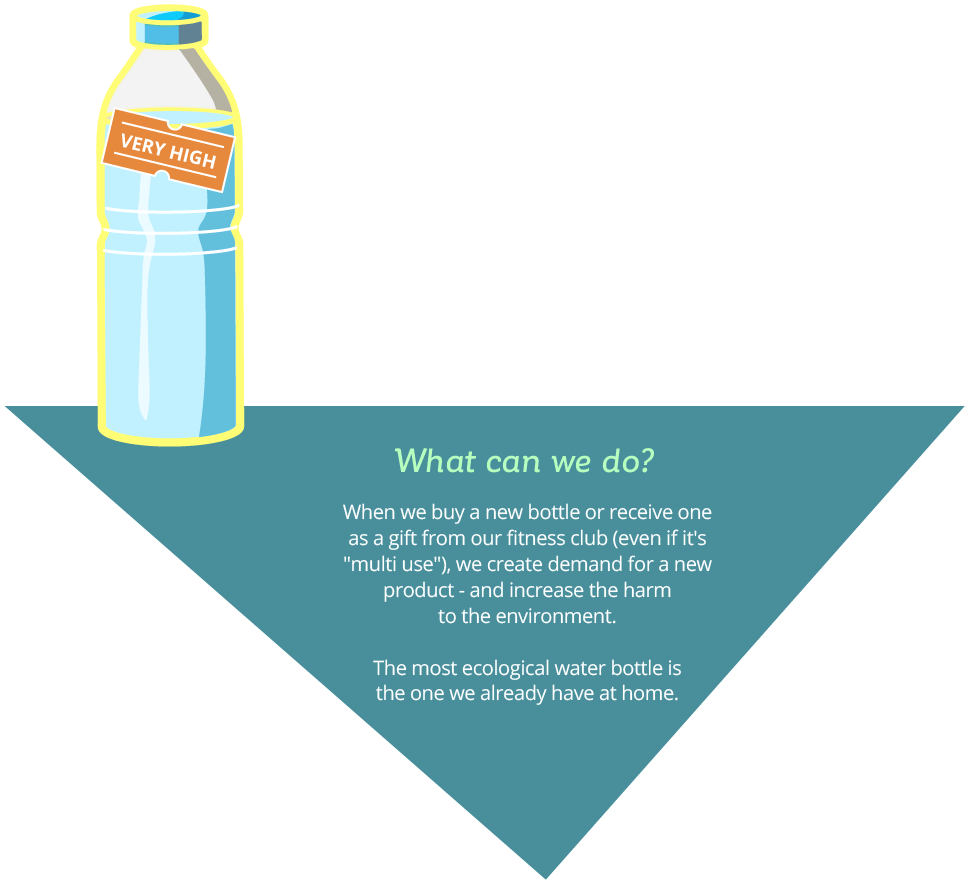 VERY HIGH
What can we do?
When we buy a new bottle or receive one
as a gift from our fitness club (even if it's
"multi use"), we create demand for a new
product - and increase the harm
to the environment.
The most ecological water bottle is
the one we already have at home.